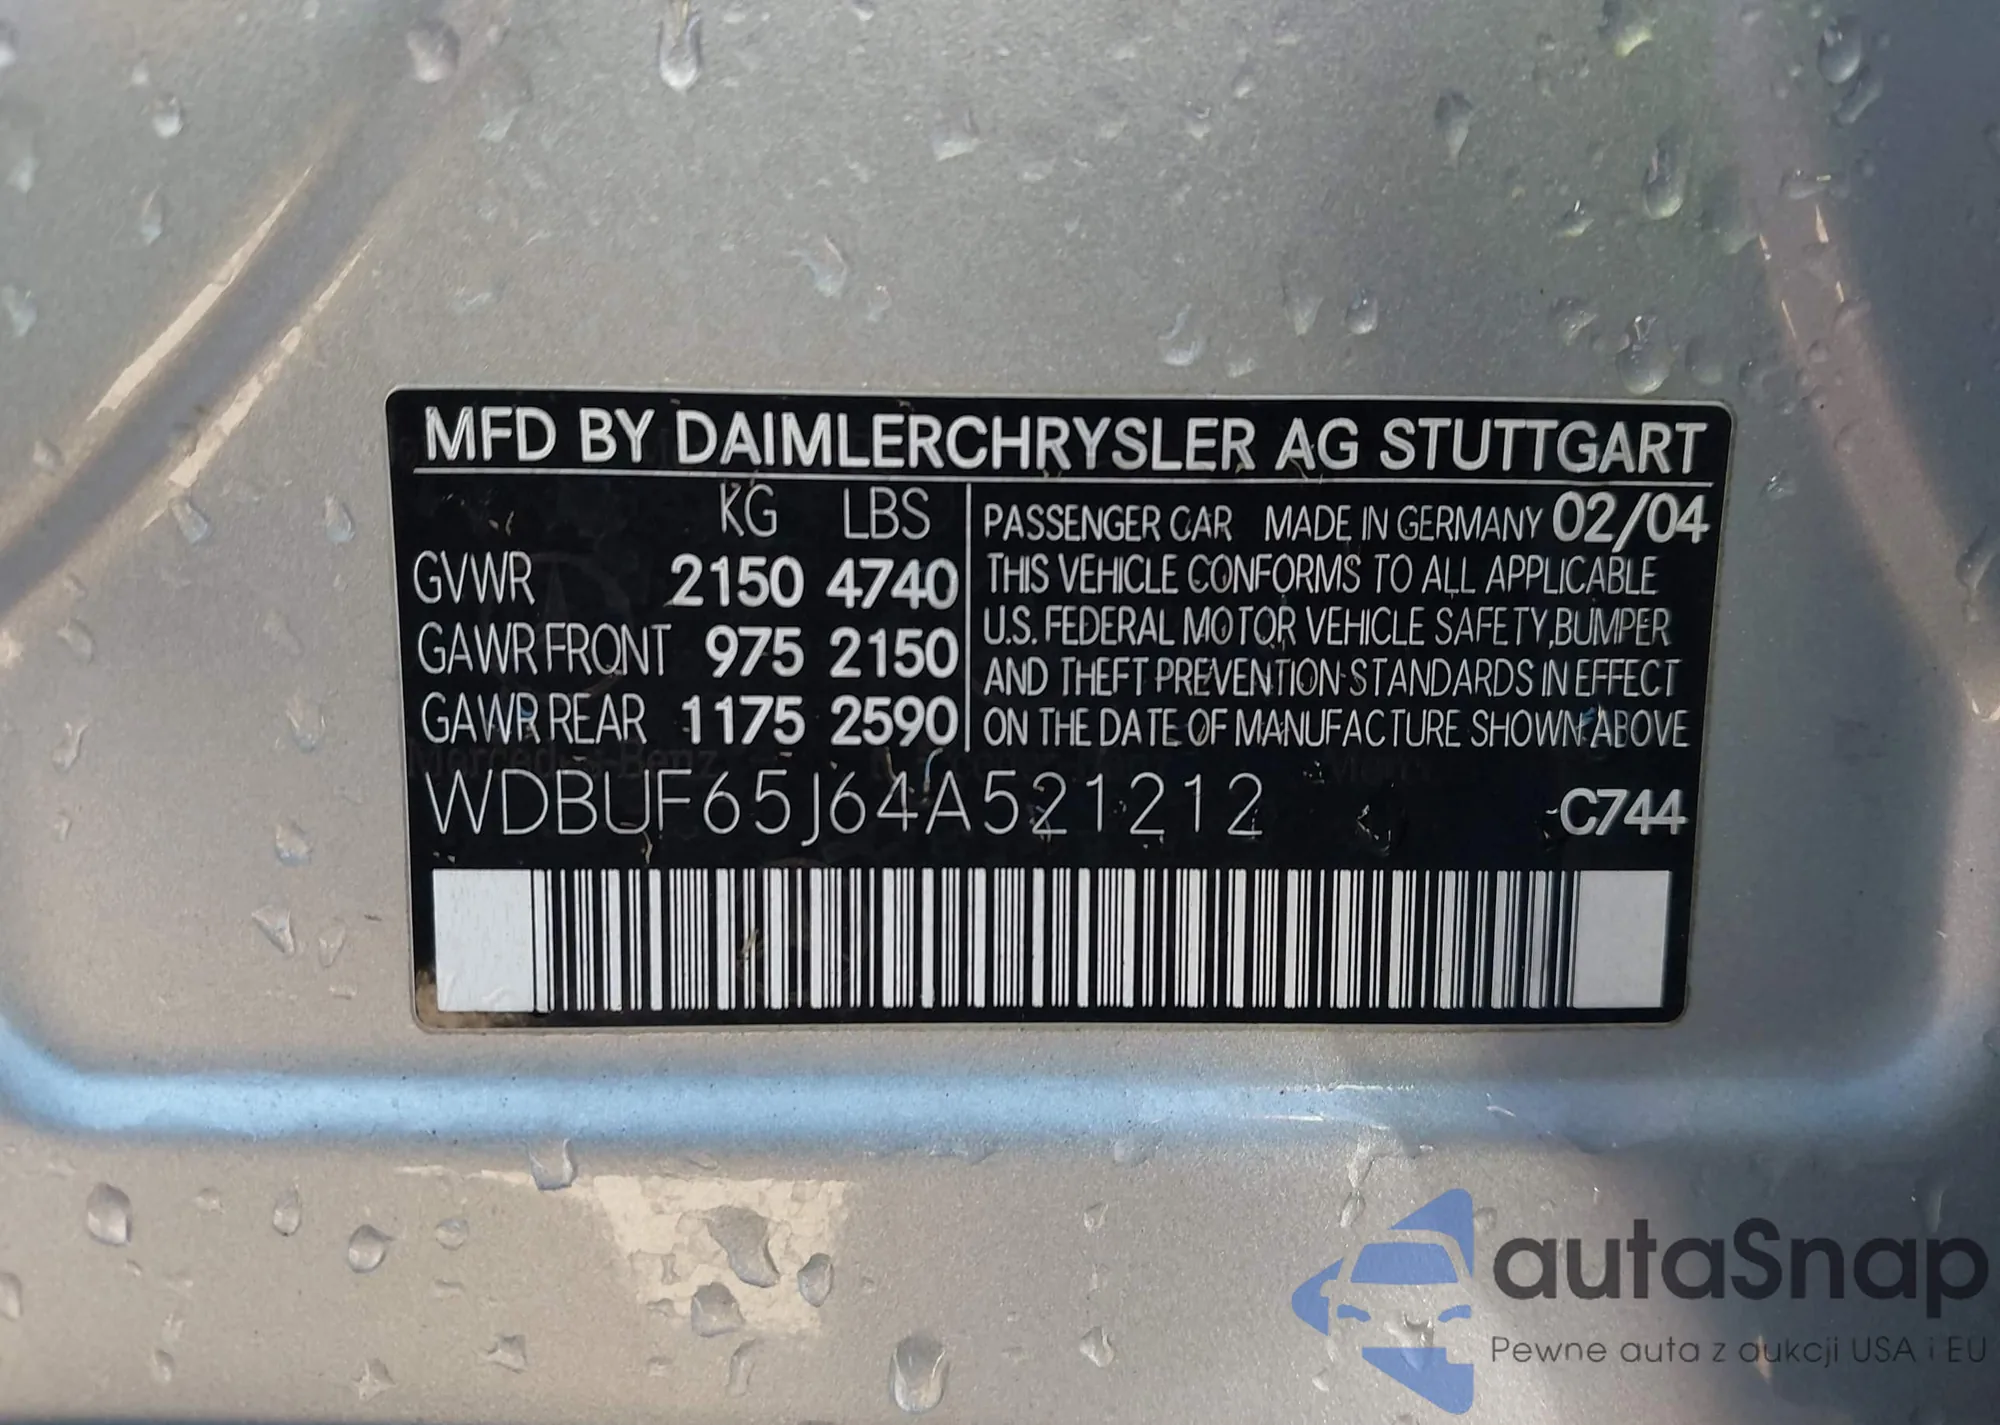 MFD BY DAIMLERCHRYSLER AG STUTTGART
KG LBS
GVWR 2150 4740
GAWR FRONT 975 2150
GAWR REAR 1175 2590
PASSENGER CAR MADE IN GERMANY 02/04
THIS VEHICLE CONFORMS TO ALL APPLICABLE
U.S. FEDERAL MOTOR VEHICLE SAFETY, BUMPER
AND THEFT PREVENTION STANDARDS IN EFFECT
ON THE DATE OF MANUFACTURE SHOWN ABOVE
WDBUF65J64A521212 C744
autaSnap
Pewne auta z aukcji USA i EU